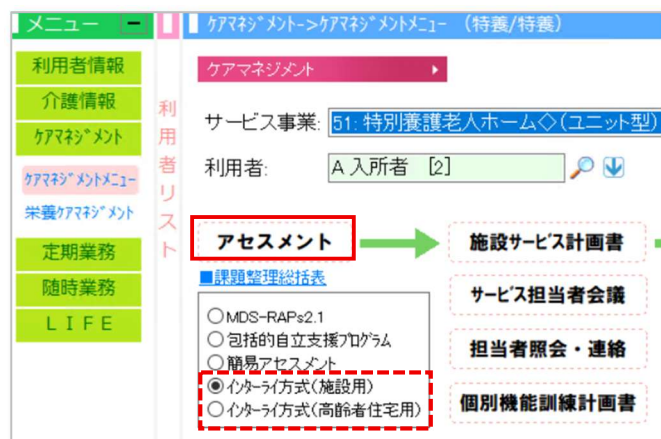 メニュー
ｹｱﾏﾈｼﾞﾒﾝﾄ->ｹｱﾏﾈｼﾞﾒﾝﾄﾒﾆｭｰ （特養/特養）
利用者情報
介護情報
ｹｱﾏﾈｼﾞﾒﾝﾄ
ｹｱﾏﾈｼﾞﾒﾝﾄﾒﾆｭｰ
栄養ｹｱﾏﾈｼﾞﾒﾝﾄ
定期業務
随時業務
ＬＩＦＥ
利用者リスト
ケアマネジメント
サービス事業: 51:特別養護老人ホーム◇(ユニット型)
利用者: A 入所者 [2]
アセスメント
■課題整理総括表
MDS-RAPs2.1
包括的自立支援ﾌﾟﾛｸﾞﾗﾑ
簡易アセスメント
ｲﾝﾀｰﾗｲ方式(施設用)
ｲﾝﾀｰﾗｲ方式(高齢者住宅用)
施設サービス計画書
サービス担当者会議
担当者照会・連絡
個別機能訓練計画書